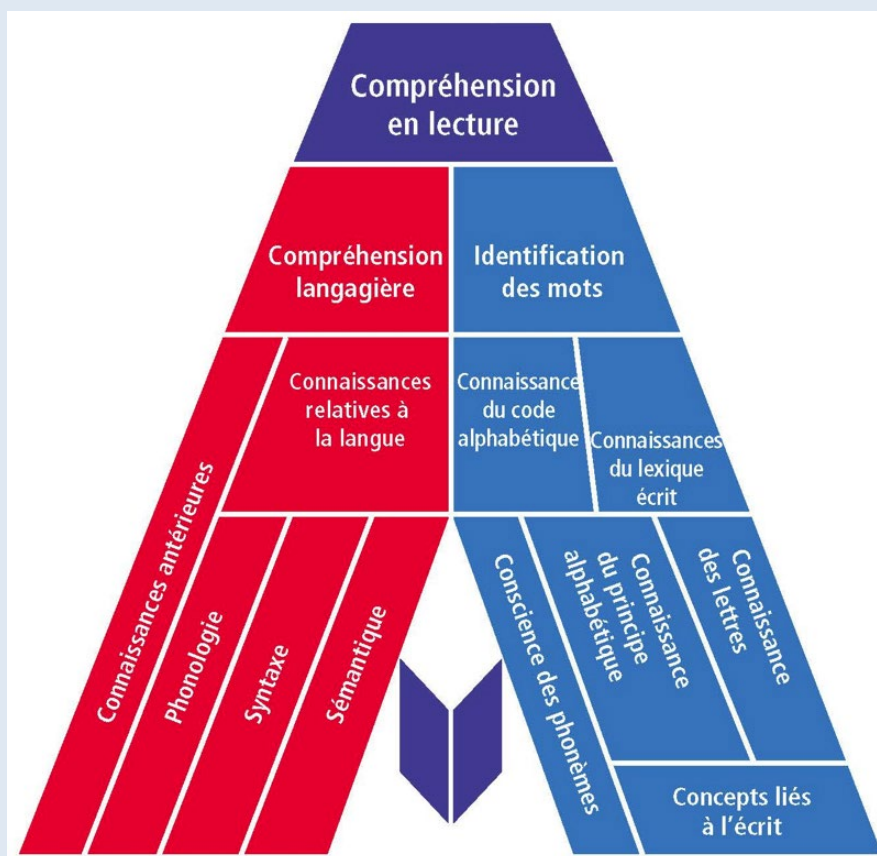 Compréhension
en lecture
Compréhension
langagière
Identification
des mots
Connaissances
relatives à
la langue
Connaissance
du code
alphabétique
Connaissances
du lexique
écrit
Connaissances antérieures
Phonologie
Syntaxe
Sémantique
Conscience des phonèmes
Connaissance
du principe
alphabétique
Connaissance
des lettres
Concepts liés
à l’écrit